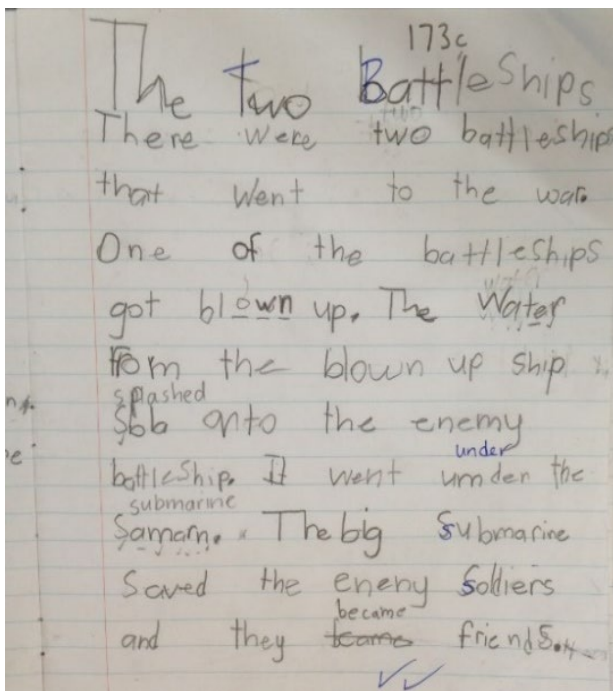 173c
The two BattleShips
There were two battleships
that went to the war.
One of the battleships
got blown up. The Water
from the blown up ship
splashed
onto the enemy
under
battleship. It went umder the
submarine
Samarn. The big submarine
Saved the eneny Soldiers
became
and they friends.